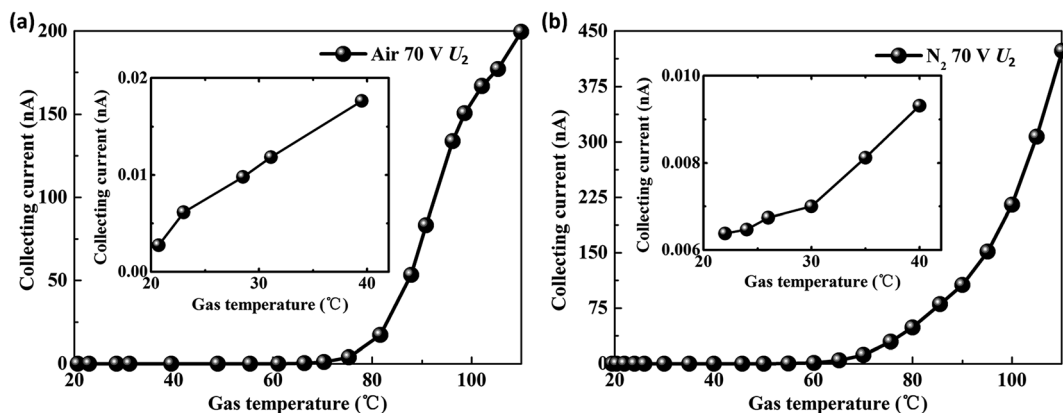 (a)
Air 70 V U₂
Collecting current (nA)
200
150
100
50
0
20
40
60
80
100
Gas temperature (℃)
Collecting current (nA)
0.02
0.01
0.00
20
30
40
Gas temperature (℃)
(b)
N₂ 70 V U₂
Collecting current (nA)
450
375
300
225
150
75
0
20
40
60
80
100
Gas temperature (℃)
Collecting current (nA)
0.010
0.008
0.006
20
30
40
Gas temperature (℃)